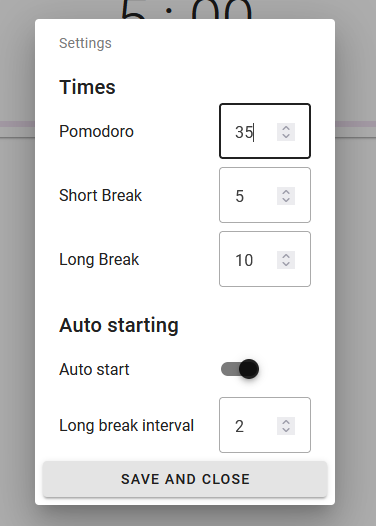 5 : 00
Settings
Times
Pomodoro 35
Short Break 5
Long Break 10
Auto starting
Auto start
Long break interval 2
SAVE AND CLOSE